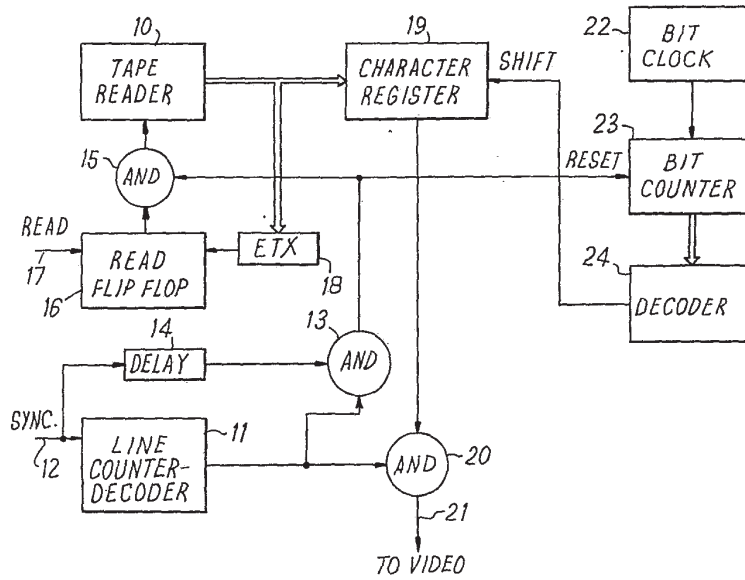 10
TAPE
READER
19
CHARACTER
REGISTER
SHIFT
22
BIT
CLOCK
23
BIT
COUNTER
RESET
15
AND
READ
17
READ
FLIP FLOP
16
ETX
18
24
DECODER
13
AND
14
DELAY
SYNC.
12
11
LINE
COUNTER-
DECODER
AND
20
21
TO VIDEO